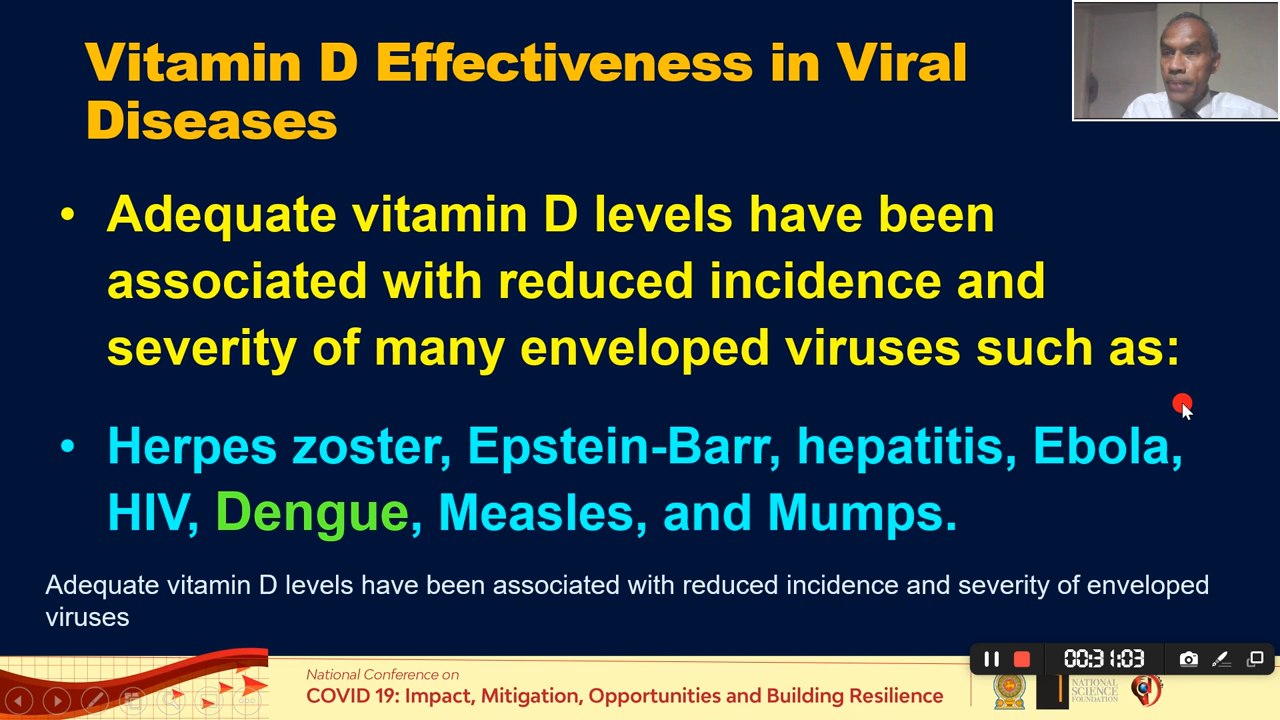 Vitamin D Effectiveness in Viral
Diseases
• Adequate vitamin D levels have been
associated with reduced incidence and
severity of many enveloped viruses such as:
• Herpes zoster, Epstein-Barr, hepatitis, Ebola,
HIV, Dengue, Measles, and Mumps.
Adequate vitamin D levels have been associated with reduced incidence and severity of enveloped
viruses
00:31:03
National Conference on
COVID 19: Impact, Mitigation, Opportunities and Building Resilience
NATIONAL
SCIENCE
FOUNDATION